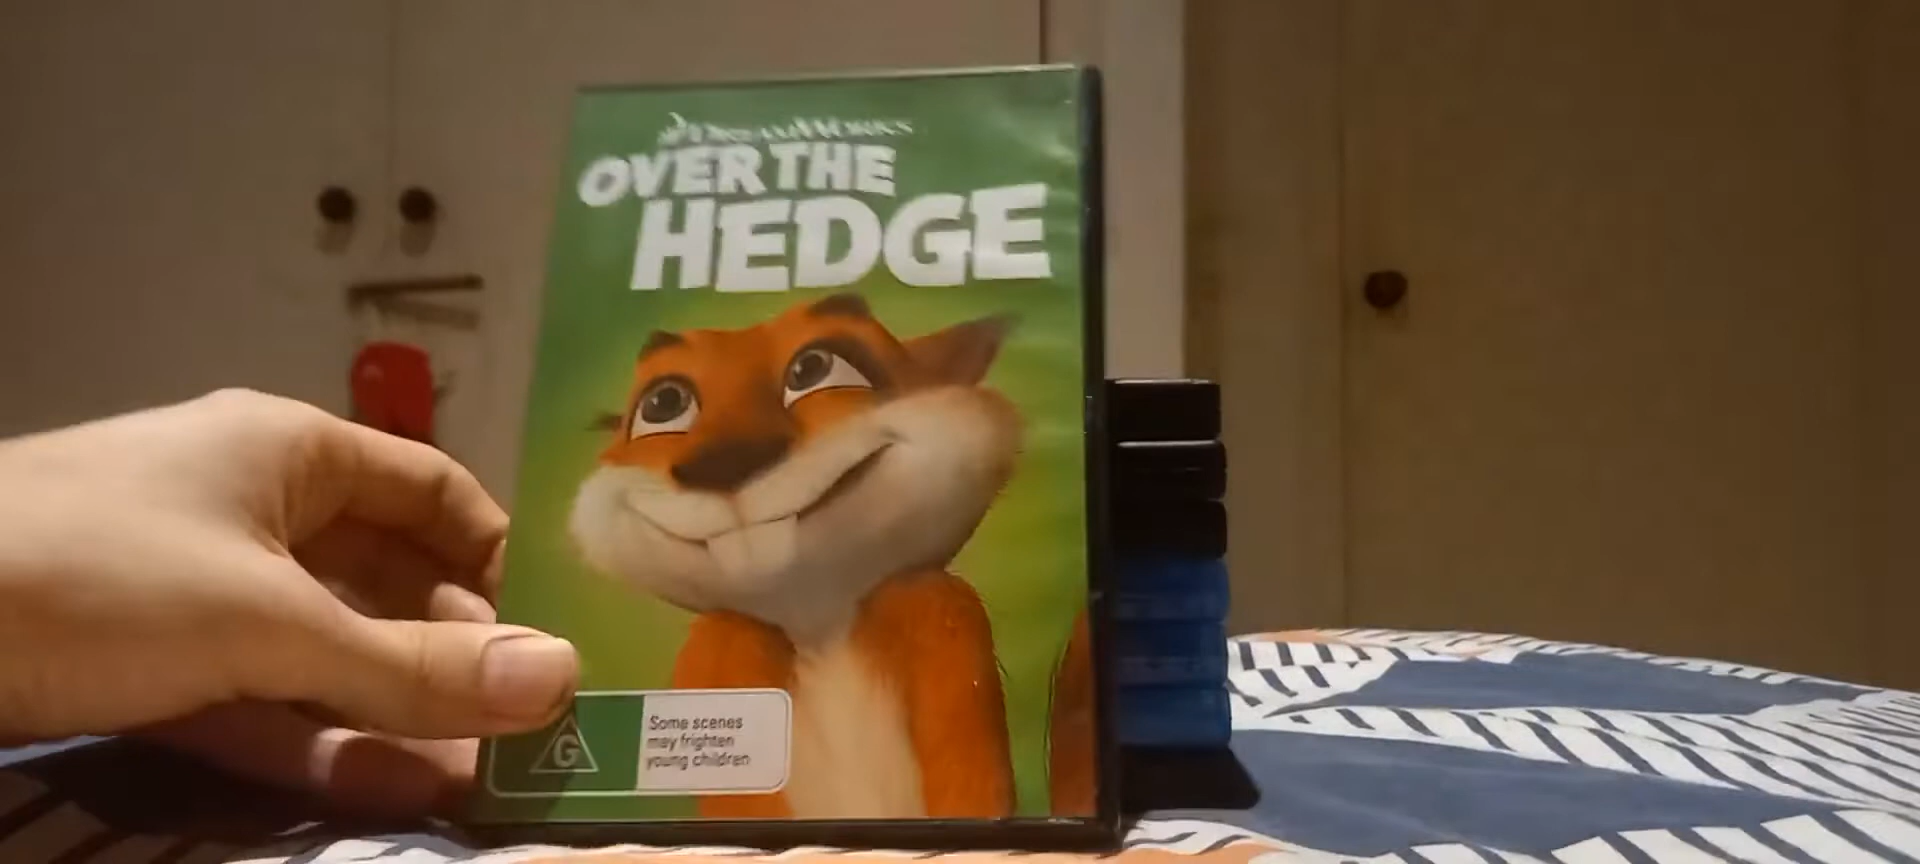 DREAMWORKS
OVER THE
HEDGE
G
Some scenes
may frighten
young children